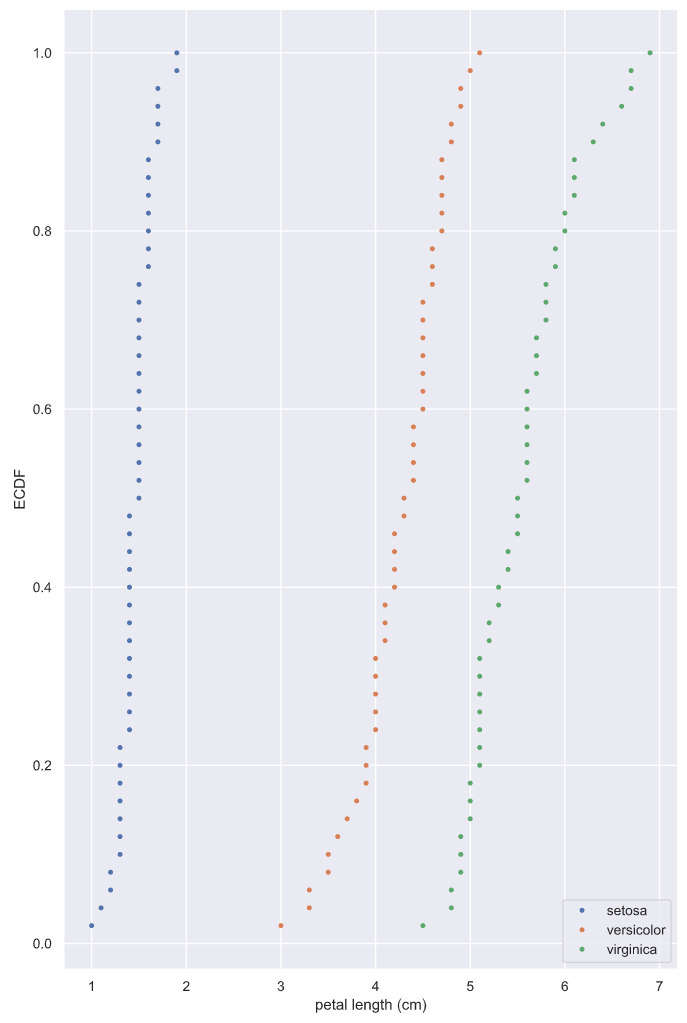 1.0
0.8
0.6
0.4
0.2
0.0
ECDF
setosa
versicolor
virginica
1 2 3 4 5 6 7
petal length (cm)